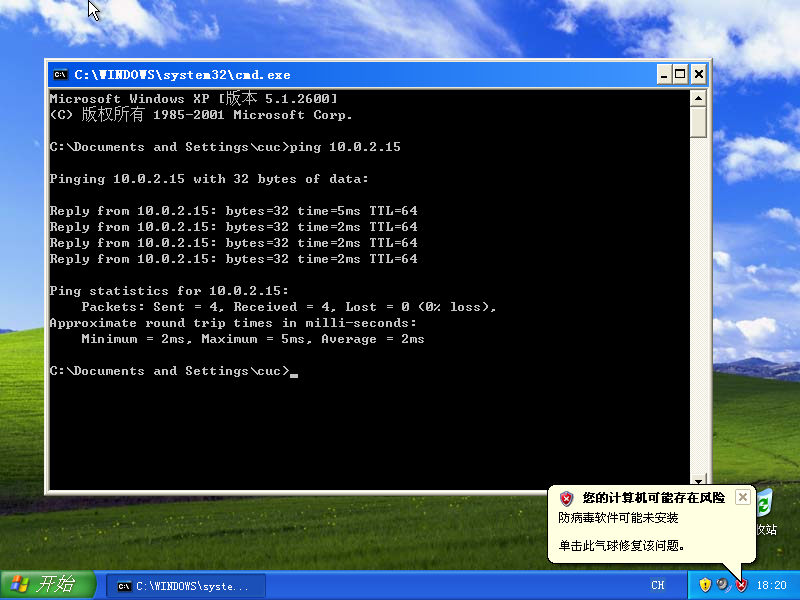 C:\WINDOWS\system32\cmd.exe
Microsoft Windows XP [版本 5.1.2600]
(C) 版权所有 1985-2001 Microsoft Corp.
C:\Documents and Settings\cuc>ping 10.0.2.15
Pinging 10.0.2.15 with 32 bytes of data:
Reply from 10.0.2.15: bytes=32 time=5ms TTL=64
Reply from 10.0.2.15: bytes=32 time=2ms TTL=64
Reply from 10.0.2.15: bytes=32 time=2ms TTL=64
Reply from 10.0.2.15: bytes=32 time=2ms TTL=64
Ping statistics for 10.0.2.15:
    Packets: Sent = 4, Received = 4, Lost = 0 (0% loss),
Approximate round trip times in milli-seconds:
    Minimum = 2ms, Maximum = 5ms, Average = 2ms
C:\Documents and Settings\cuc>_
您的计算机可能存在风险
防病毒软件可能未安装
单击此气球修复该问题。
收站
开始
C:\WINDOWS\syste...
CH
18:20